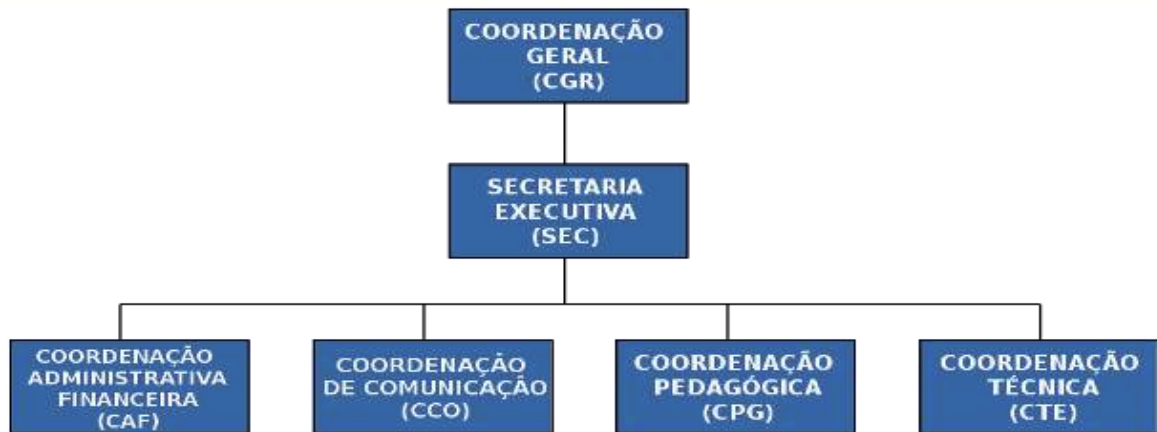 COORDENAÇÃO
GERAL
(CGR)
SECRETARIA
EXECUTIVA
(SEC)
COORDENAÇÃO
ADMINISTRATIVA
FINANCEIRA
(CAF)
COORDENAÇÃO
DE COMUNICAÇÃO
(CCO)
COORDENAÇÃO
PEDAGÓGICA
(CPG)
COORDENAÇÃO
TÉCNICA
(CTE)